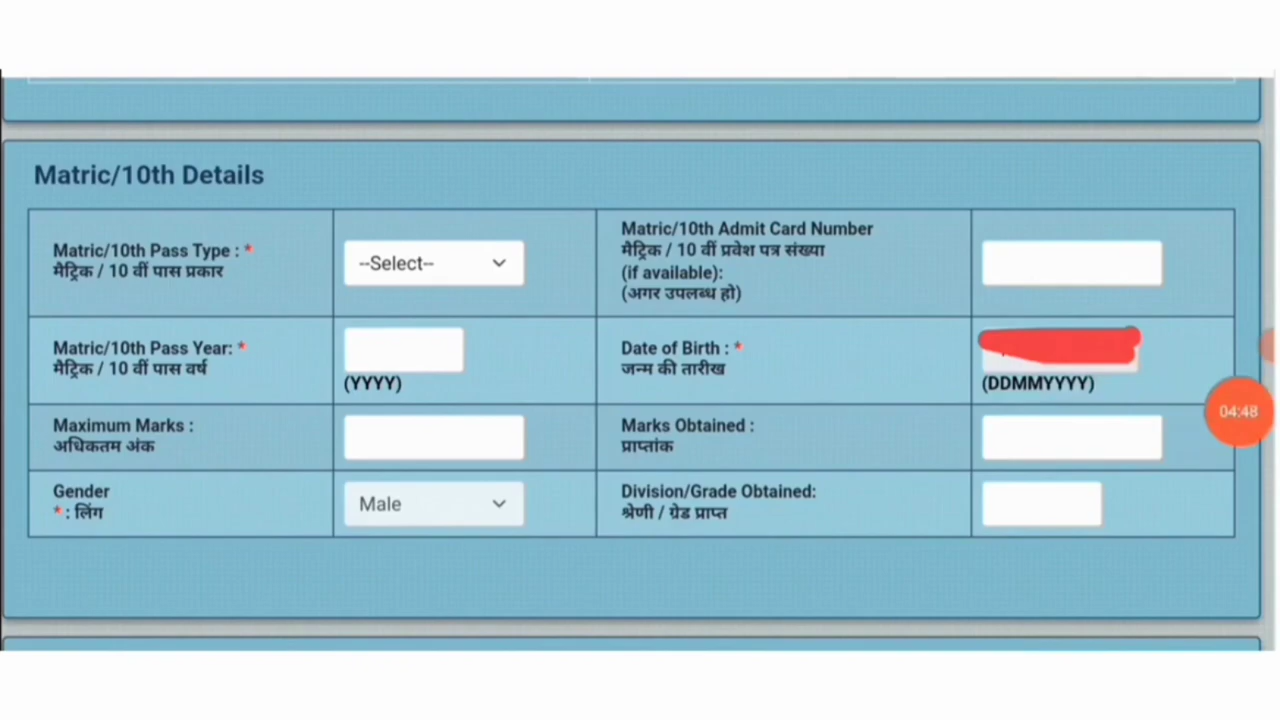 Matric/10th Details
Matric/10th Pass Type : *
मैट्रिक / 10 वीं पास प्रकार
--Select--
Matric/10th Admit Card Number
मैट्रिक / 10 वीं प्रवेश पत्र संख्या
(if available):
(अगर उपलब्ध हो)
Matric/10th Pass Year: *
मैट्रिक / 10 वीं पास वर्ष
(YYYY)
Date of Birth : *
जन्म की तारीख
(DDMMYYYY)
Maximum Marks :
अधिकतम अंक
Marks Obtained :
प्राप्तांक
Gender
* : लिंग
Male
Division/Grade Obtained:
श्रेणी / ग्रेड प्राप्त
04:48